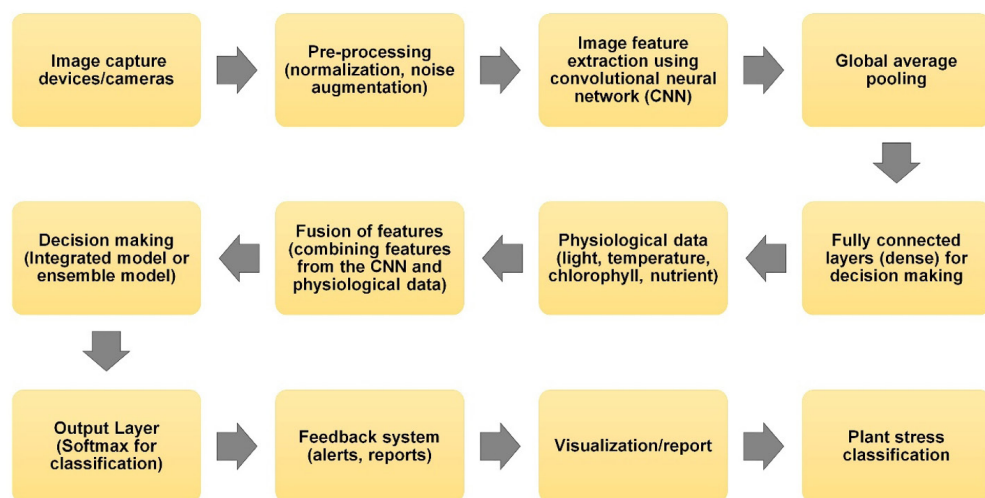 Image capture
devices/cameras
Pre-processing
(normalization, noise
augmentation)
Image feature
extraction using
convolutional neural
network (CNN)
Global average
pooling
Decision making
(Integrated model or
ensemble model)
Fusion of features
(combining features
from the CNN and
physiological data)
Physiological data
(light, temperature,
chlorophyll, nutrient)
Fully connected
layers (dense) for
decision making
Output Layer
(Softmax for
classification)
Feedback system
(alerts, reports)
Visualization/report
Plant stress
classification